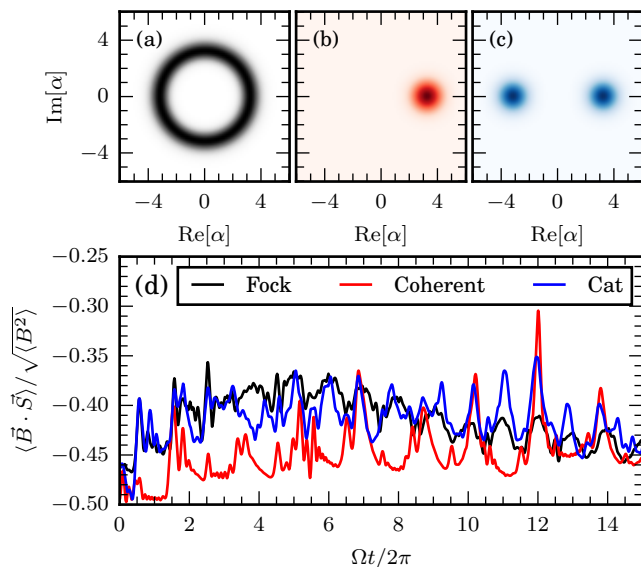 (a) (b) (c)
Im[α]
4
0
−4
−4 0 4 −4 0 4 −4 0 4
Re[α] Re[α] Re[α]
(d) Fock Coherent Cat
⟨B⃗ · S⃗⟩/√⟨B²⟩
−0.25
−0.30
−0.35
−0.40
−0.45
−0.50
0 2 4 6 8 10 12 14
Ωt/2π